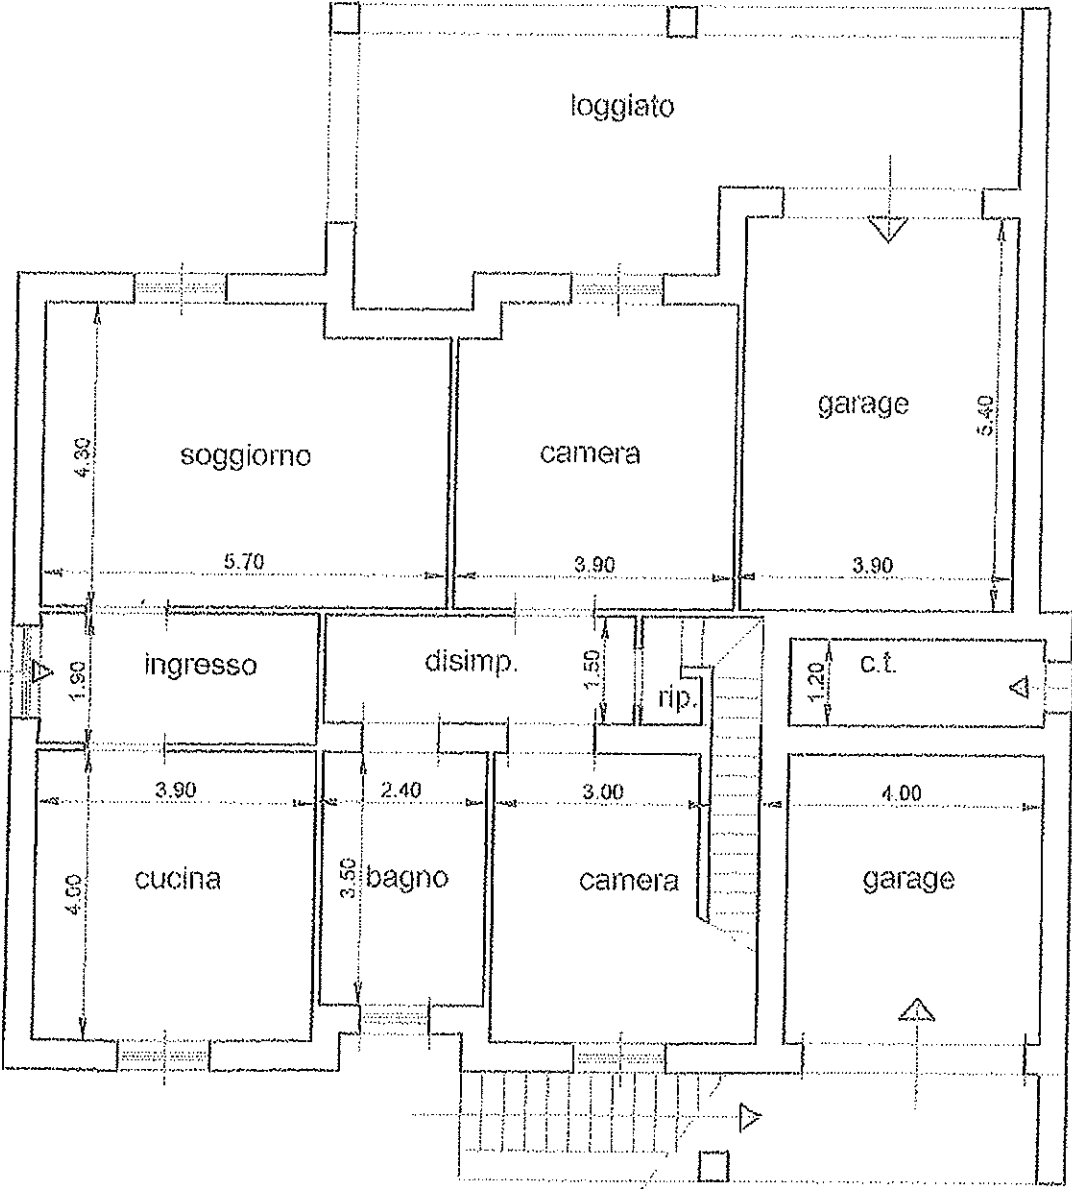 loggiato
garage
5.40
4.30
soggiorno
camera
5.70
3.90
3.90
ingresso
1.90
disimp.
1.50
rip.
1.20
c.t.
3.90
2.40
3.00
4.00
cucina
4.00
bagno
3.50
camera
garage